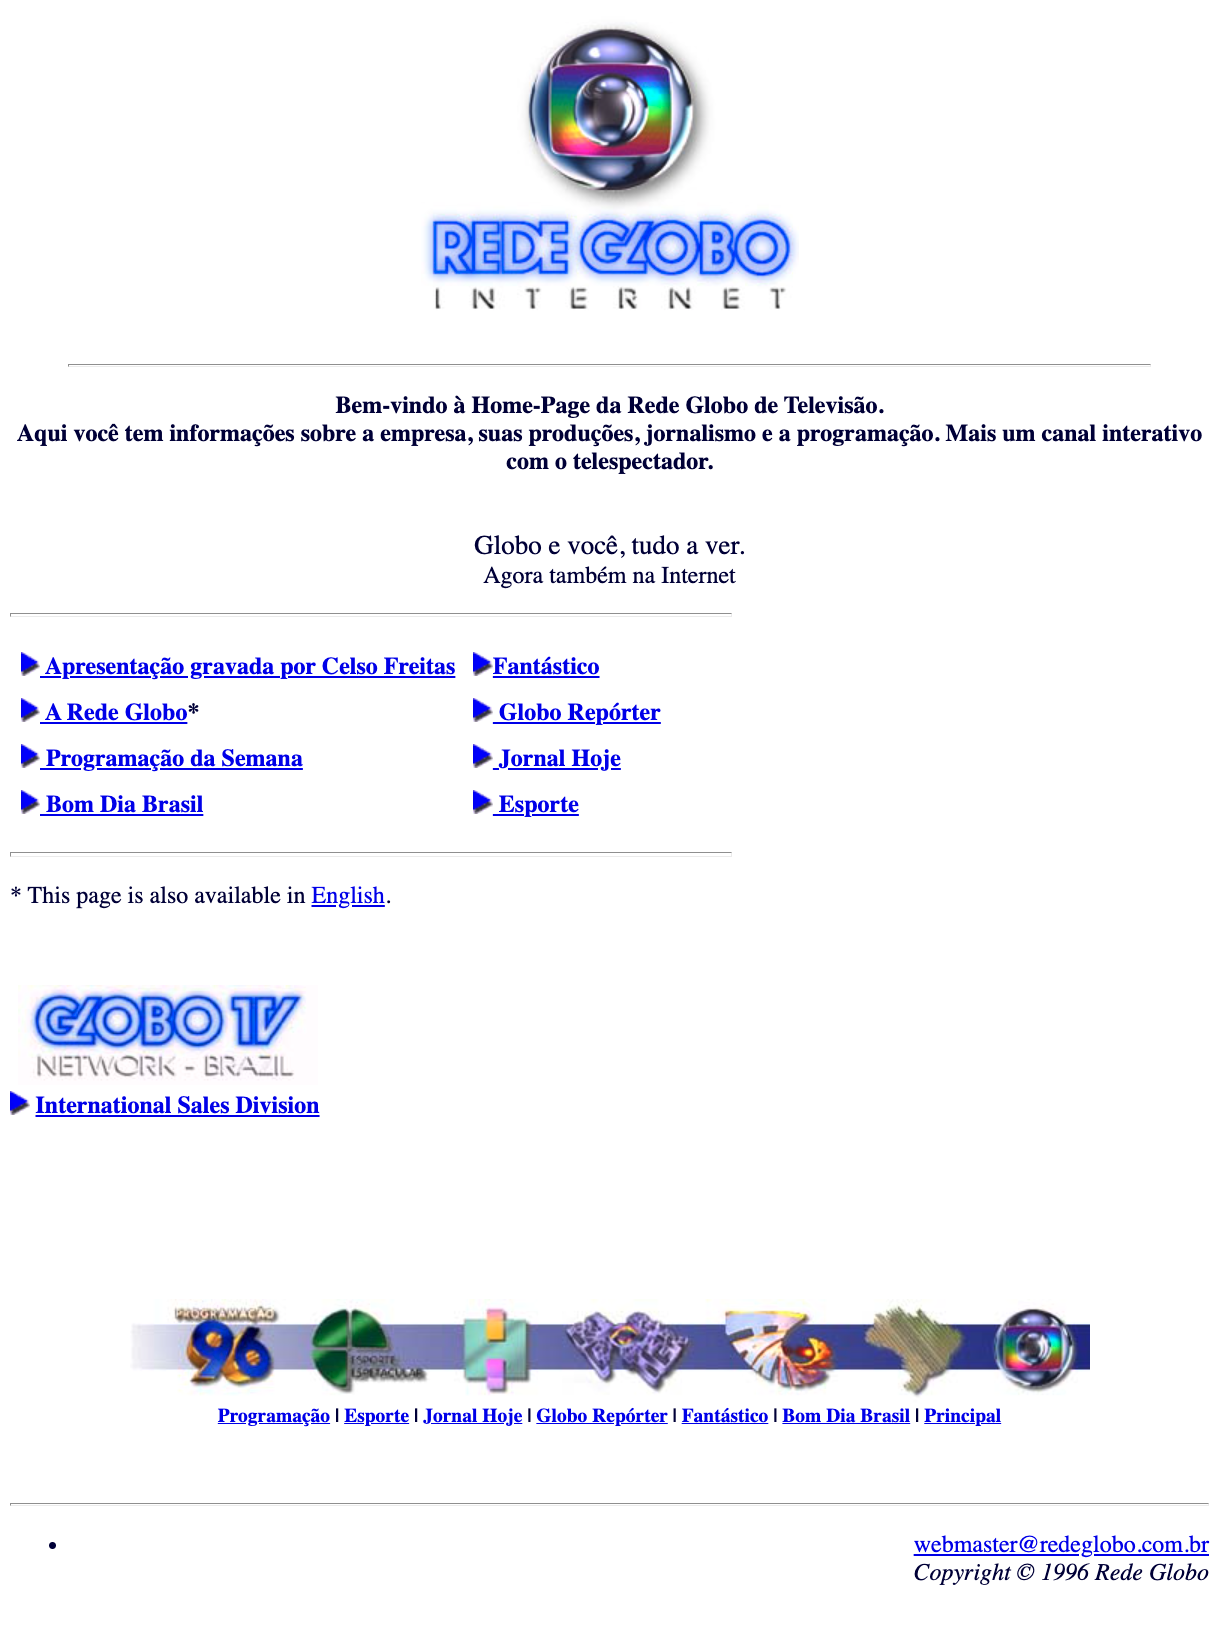 REDE GLOBO
INTERNET
Bem-vindo à Home-Page da Rede Globo de Televisão.
Aqui você tem informações sobre a empresa, suas produções, jornalismo e a programação. Mais um canal interativo
com o telespectador.
Globo e você, tudo a ver.
Agora também na Internet
Apresentação gravada por Celso Freitas
Fantástico
A Rede Globo*
Globo Repórter
Programação da Semana
Jornal Hoje
Bom Dia Brasil
Esporte
* This page is also available in English.
GLOBO TV
NETWORK - BRAZIL
International Sales Division
PROGRAMAÇÃO
96
ESPORTE
ESPETACULAR
Programação | Esporte | Jornal Hoje | Globo Repórter | Fantástico | Bom Dia Brasil | Principal
webmaster@redeglobo.com.br
Copyright © 1996 Rede Globo